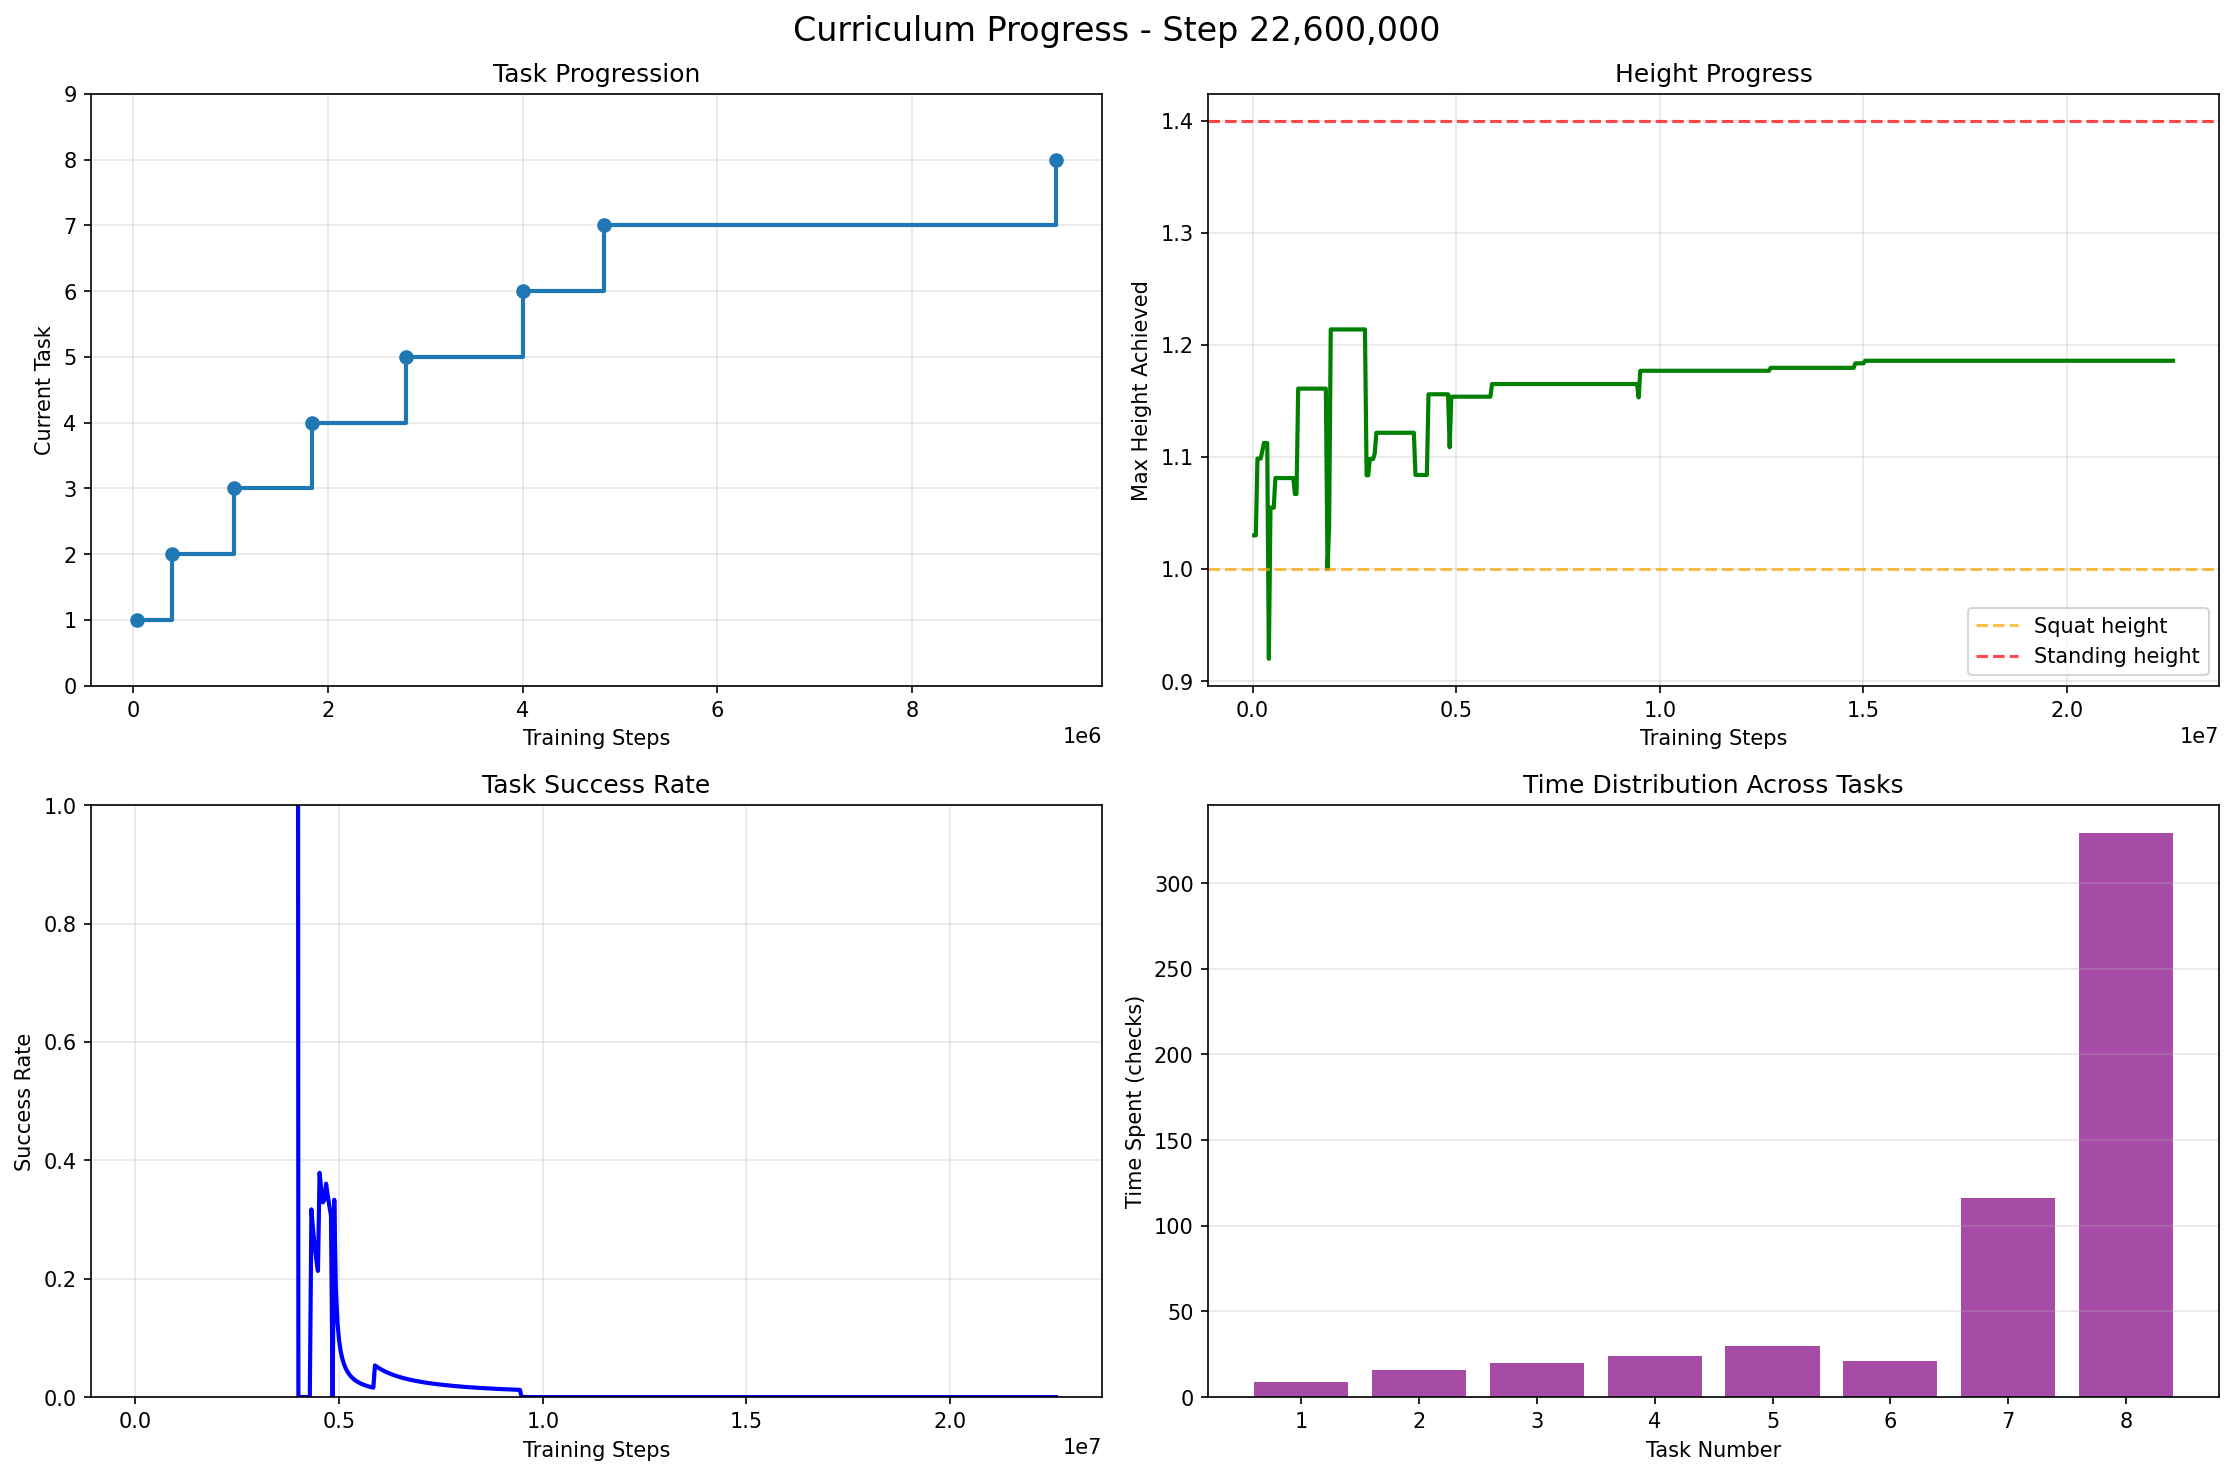 Curriculum Progress - Step 22,600,000
Task Progression
Current Task
9
8
7
6
5
4
3
2
1
0
0 2 4 6 8
1e6
Training Steps
Height Progress
Max Height Achieved
1.4
1.3
1.2
1.1
1.0
0.9
Squat height
Standing height
0.0 0.5 1.0 1.5 2.0
1e7
Training Steps
Task Success Rate
Success Rate
1.0
0.8
0.6
0.4
0.2
0.0
0.0 0.5 1.0 1.5 2.0
1e7
Training Steps
Time Distribution Across Tasks
Time Spent (checks)
300
250
200
150
100
50
0
1 2 3 4 5 6 7 8
Task Number